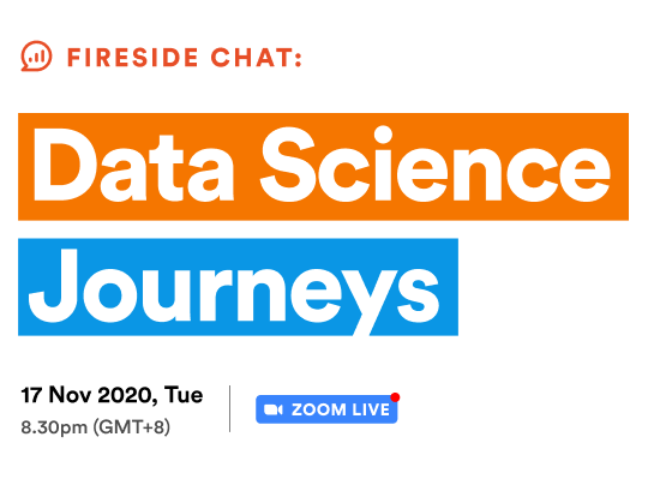 FIRESIDE CHAT:
Data Science
Journeys
17 Nov 2020, Tue
8.30pm (GMT+8)
ZOOM LIVE